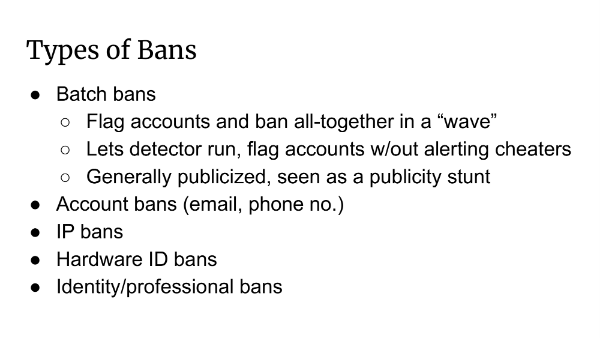 Types of Bans
● Batch bans
○ Flag accounts and ban all-together in a “wave”
○ Lets detector run, flag accounts w/out alerting cheaters
○ Generally publicized, seen as a publicity stunt
● Account bans (email, phone no.)
● IP bans
● Hardware ID bans
● Identity/professional bans